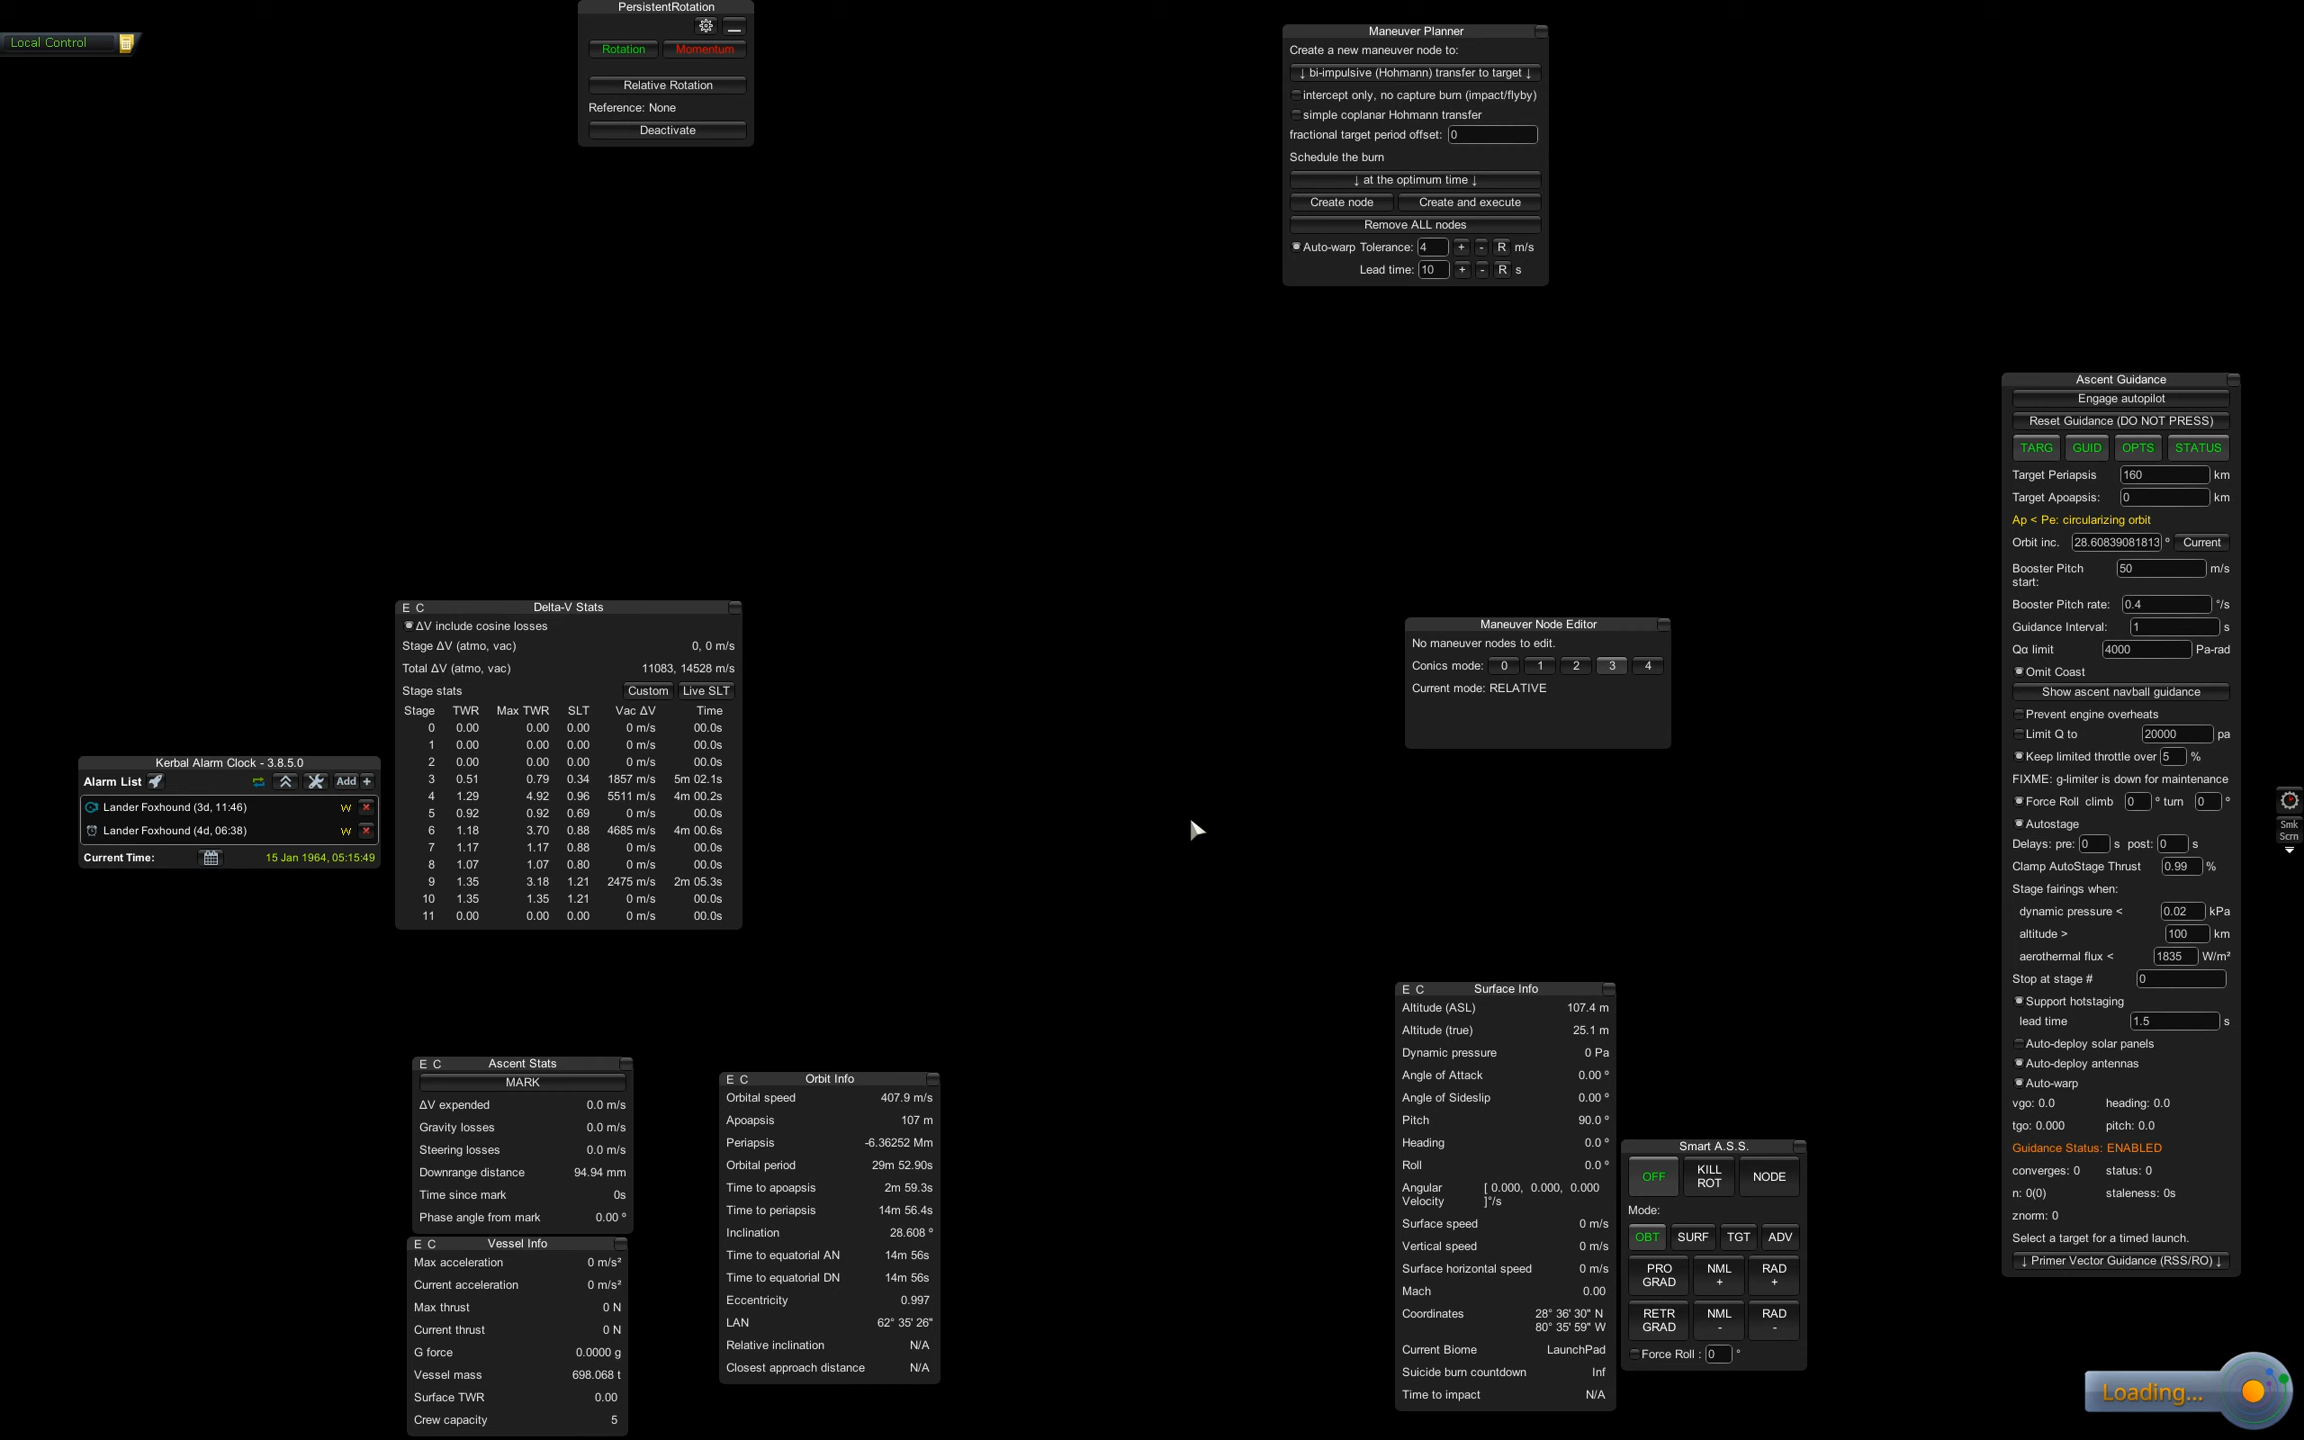 PersistentRotation
Rotation Momentum
Relative Rotation
Reference: None
Deactivate
Local Control
Maneuver Planner
Create a new maneuver node to:
↓ bi-impulsive (Hohmann) transfer to target ↓
intercept only, no capture burn (impact/flyby)
simple coplanar Hohmann transfer
fractional target period offset: 0
Schedule the burn
↓ at the optimum time ↓
Create node Create and execute
Remove ALL nodes
Auto-warp Tolerance: 4 + - R m/s
Lead time: 10 + - R s
Ascent Guidance
Engage autopilot
Reset Guidance (DO NOT PRESS)
TARG GUID OPTS STATUS
Target Periapsis 160 km
Target Apoapsis: 0 km
Ap < Pe: circularizing orbit
Orbit inc. 28.60839081813 º Current
Booster Pitch start: 50 m/s
Booster Pitch rate: 0.4 °/s
Guidance Interval: 1 s
Qα limit 4000 Pa-rad
Omit Coast
Show ascent navball guidance
Prevent engine overheats
Limit Q to 20000 pa
Keep limited throttle over 5 %
FIXME: g-limiter is down for maintenance
Force Roll climb 0 º turn 0 º
Autostage
Delays: pre: 0 s post: 0 s
Clamp AutoStage Thrust 0.99 %
Stage fairings when:
dynamic pressure < 0.02 kPa
altitude > 100 km
aerothermal flux < 1835 W/m²
Stop at stage # 0
Support hotstaging
lead time 1.5 s
Auto-deploy solar panels
Auto-deploy antennas
Auto-warp
vgo: 0.0 heading: 0.0
tgo: 0.000 pitch: 0.0
Guidance Status: ENABLED
converges: 0 status: 0
n: 0(0) staleness: 0s
znorm: 0
Select a target for a timed launch.
↓ Primer Vector Guidance (RSS/RO) ↓
Smk
Scrn
E C Delta-V Stats
ΔV include cosine losses
Stage ΔV (atmo, vac) 0, 0 m/s
Total ΔV (atmo, vac) 11083, 14528 m/s
Stage stats Custom Live SLT
Stage TWR Max TWR SLT Vac ΔV Time
0 0.00 0.00 0.00 0 m/s 00.0s
1 0.00 0.00 0.00 0 m/s 00.0s
2 0.00 0.00 0.00 0 m/s 00.0s
3 0.51 0.79 0.34 1857 m/s 5m 02.1s
4 1.29 4.92 0.96 5511 m/s 4m 00.2s
5 0.92 0.92 0.69 0 m/s 00.0s
6 1.18 3.70 0.88 4685 m/s 4m 00.6s
7 1.17 1.17 0.88 0 m/s 00.0s
8 1.07 1.07 0.80 0 m/s 00.0s
9 1.35 3.18 1.21 2475 m/s 2m 05.3s
10 1.35 1.35 1.21 0 m/s 00.0s
11 0.00 0.00 0.00 0 m/s 00.0s
Maneuver Node Editor
No maneuver nodes to edit.
Conics mode: 0 1 2 3 4
Current mode: RELATIVE
Kerbal Alarm Clock - 3.8.5.0
Alarm List Add +
Lander Foxhound (3d, 11:46) W
Lander Foxhound (4d, 06:38) W
Current Time: 15 Jan 1964, 05:15:49
E C Ascent Stats
MARK
ΔV expended 0.0 m/s
Gravity losses 0.0 m/s
Steering losses 0.0 m/s
Downrange distance 94.94 mm
Time since mark 0s
Phase angle from mark 0.00 º
E C Vessel Info
Max acceleration 0 m/s²
Current acceleration 0 m/s²
Max thrust 0 N
Current thrust 0 N
G force 0.0000 g
Vessel mass 698.068 t
Surface TWR 0.00
Crew capacity 5
E C Orbit Info
Orbital speed 407.9 m/s
Apoapsis 107 m
Periapsis -6.36252 Mm
Orbital period 29m 52.90s
Time to apoapsis 2m 59.3s
Time to periapsis 14m 56.4s
Inclination 28.608 º
Time to equatorial AN 14m 56s
Time to equatorial DN 14m 56s
Eccentricity 0.997
LAN 62° 35' 26"
Relative inclination N/A
Closest approach distance N/A
E C Surface Info
Altitude (ASL) 107.4 m
Altitude (true) 25.1 m
Dynamic pressure 0 Pa
Angle of Attack 0.00 º
Angle of Sideslip 0.00 º
Pitch 90.0 º
Heading 0.0 º
Roll 0.0 º
Angular Velocity [ 0.000, 0.000, 0.000 ]°/s
Surface speed 0 m/s
Vertical speed 0 m/s
Surface horizontal speed 0 m/s
Mach 0.00
Coordinates 28° 36' 30" N
80° 35' 59" W
Current Biome LaunchPad
Suicide burn countdown Inf
Time to impact N/A
Smart A.S.S.
OFF KILL ROT NODE
Mode:
OBT SURF TGT ADV
PRO GRAD NML + RAD +
RETR GRAD NML - RAD -
Force Roll : 0 °
Loading...